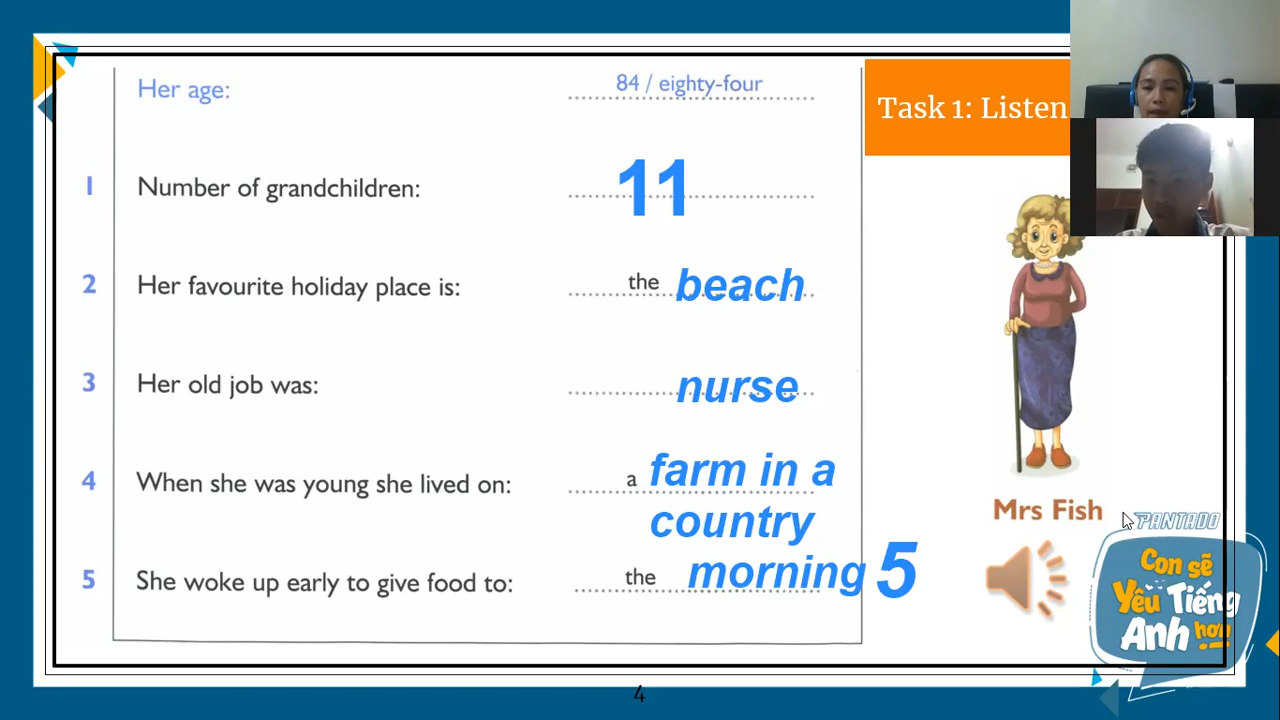 Her age: 84 / eighty-four
Task 1: Listen
1 Number of grandchildren: 11
2 Her favourite holiday place is: the beach
3 Her old job was: nurse
4 When she was young she lived on: a farm in a
country
5 She woke up early to give food to: the morning 5
Mrs Fish
PANTADO
Con sẽ
Yêu Tiếng
Anh hơn
4